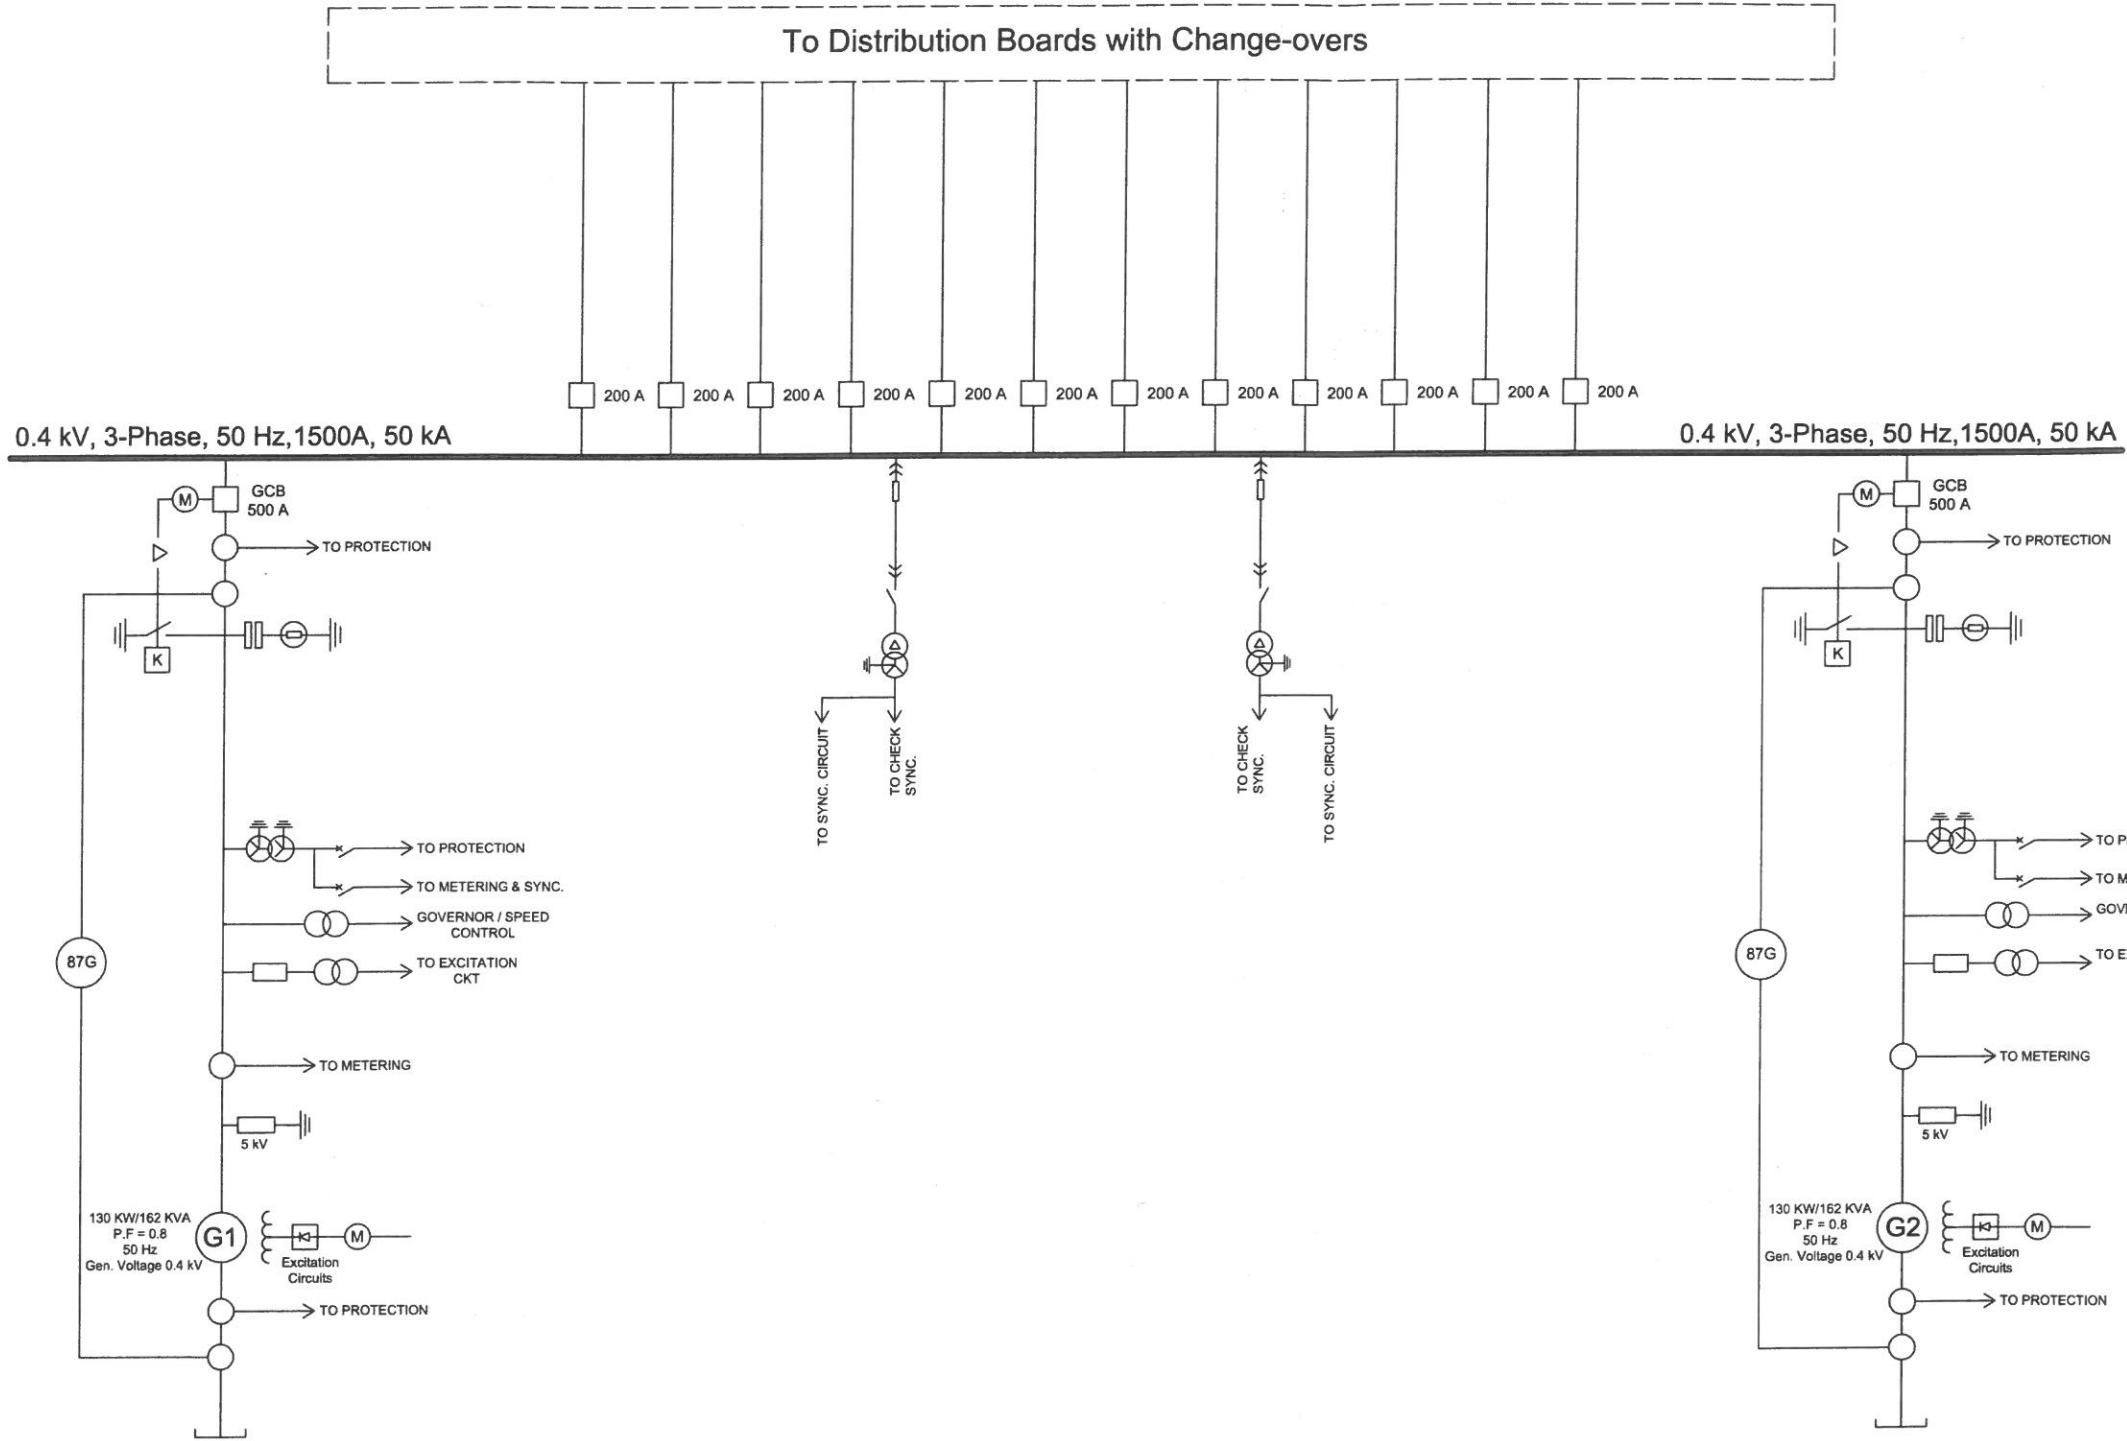 To Distribution Boards with Change-overs
200 A
200 A
200 A
200 A
200 A
200 A
200 A
200 A
200 A
200 A
200 A
200 A
0.4 kV, 3-Phase, 50 Hz,1500A, 50 kA
0.4 kV, 3-Phase, 50 Hz,1500A, 50 kA
M
GCB
500 A
TO PROTECTION
K
TO PROTECTION
TO METERING & SYNC.
GOVERNOR / SPEED
CONTROL
87G
TO EXCITATION
CKT
TO METERING
5 kV
130 KW/162 KVA
P.F = 0.8
50 Hz
Gen. Voltage 0.4 kV
G1
M
Excitation
Circuits
TO PROTECTION
TO SYNC. CIRCUIT
TO CHECK
SYNC.
TO CHECK
SYNC.
TO SYNC. CIRCUIT
M
GCB
500 A
TO PROTECTION
K
TO P
TO M
GOV
87G
TO E
TO METERING
5 kV
130 KW/162 KVA
P.F = 0.8
50 Hz
Gen. Voltage 0.4 kV
G2
M
Excitation
Circuits
TO PROTECTION